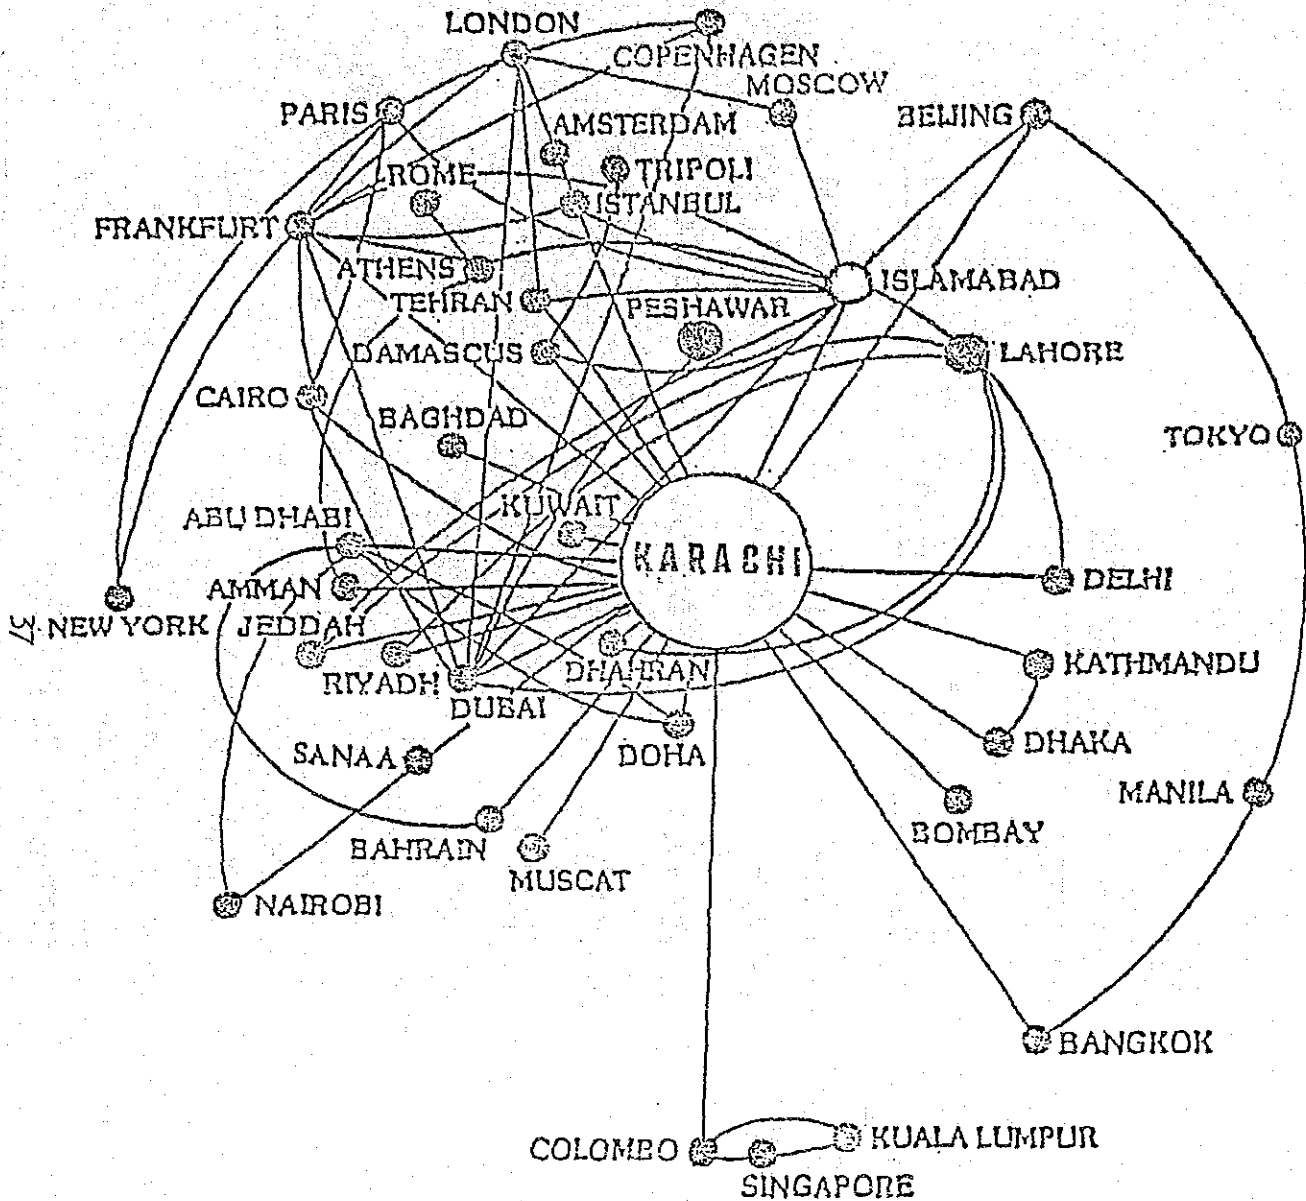 LONDON
COPENHAGEN
MOSCOW
PARIS
BEIJING
AMSTERDAM
TRIPOLI
ROME
ISTANBUL
FRANKFURT
ATHENS
ISLAMABAD
TEHRAN
PESHAWAR
DAMASCUS
LAHORE
CAIRO
BAGHDAD
TOKYO
KUWAIT
ABU DHABI
KARACHI
AMMAN
DELHI
37
NEW YORK
JEDDAH
KATHMANDU
RIYADH
DHAHRAN
DUBAI
SANAA
DOHA
DHAKA
MANILA
BOMBAY
BAHRAIN
MUSCAT
NAIROBI
BANGKOK
COLOMBO
KUALA LUMPUR
SINGAPORE